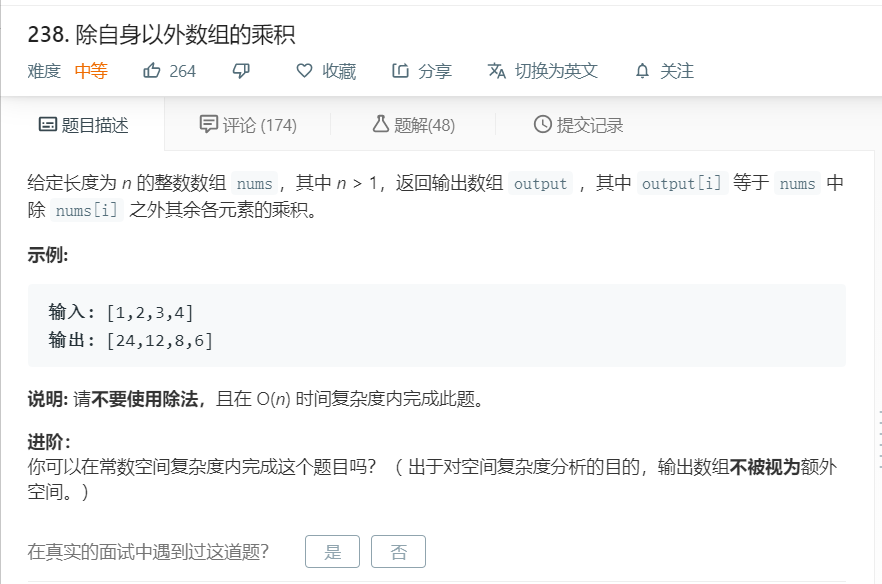 238. 除自身以外数组的乘积
难度 中等 264 收藏 分享 切换为英文 关注
题目描述 评论 (174) 题解(48) 提交记录
给定长度为 n 的整数数组 nums ，其中 n > 1，返回输出数组 output ，其中 output[i] 等于 nums 中
除 nums[i] 之外其余各元素的乘积。
示例:
输入: [1,2,3,4]
输出: [24,12,8,6]
说明: 请不要使用除法，且在 O(n) 时间复杂度内完成此题。
进阶：
你可以在常数空间复杂度内完成这个题目吗？（ 出于对空间复杂度分析的目的，输出数组不被视为额外
空间。）
在真实的面试中遇到过这道题？ 是 否